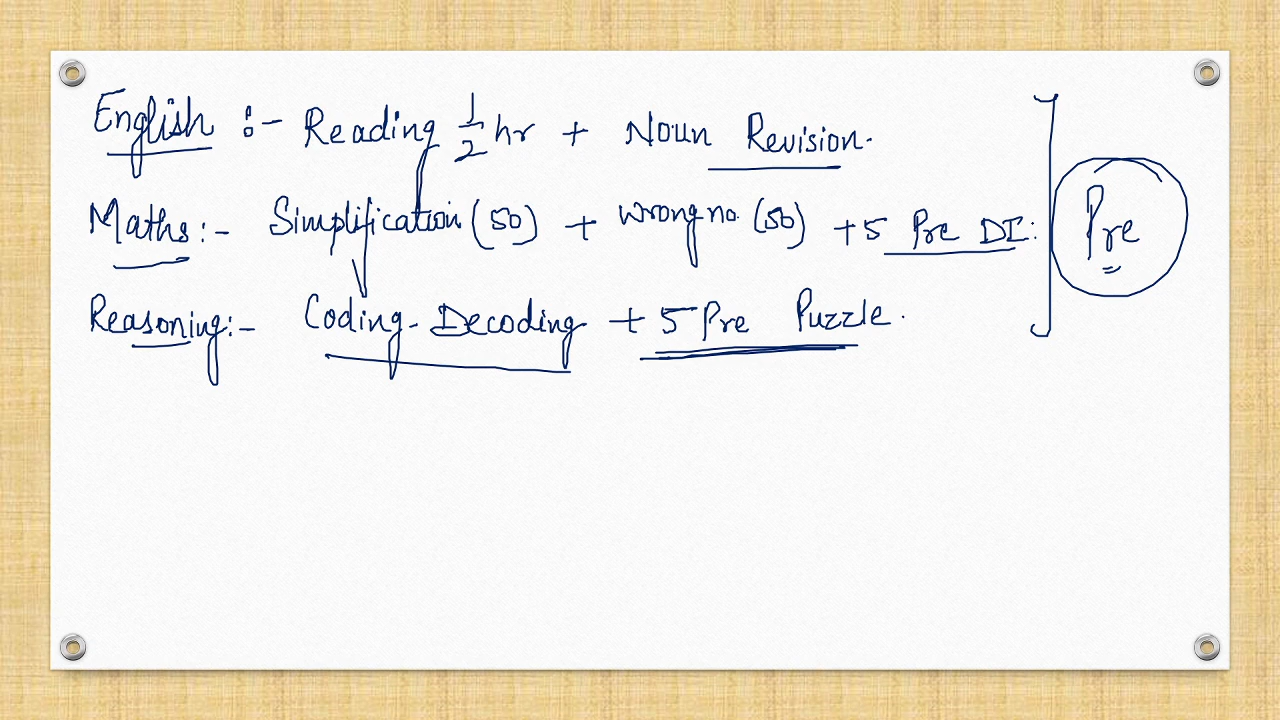 English :- Reading 1/2 hr + Noun Revision.
Maths:- Simplification (50) + wrong no. (50) + 5 Pre DI:
Pre
Reasoning:- Coding-Decoding + 5 Pre Puzzle.